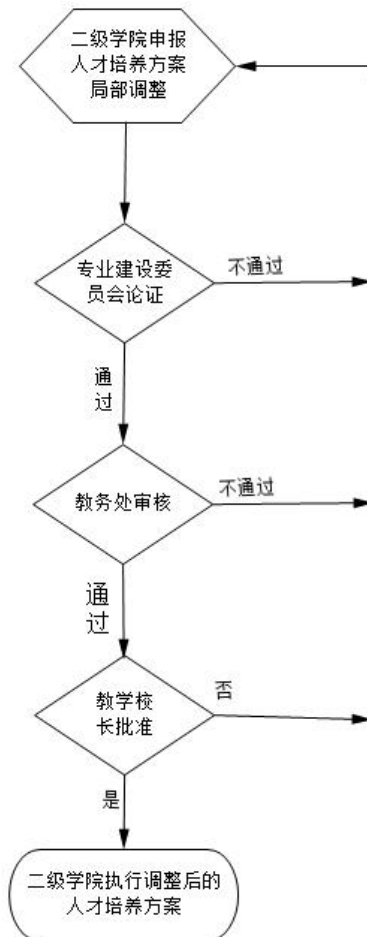 二级学院申报
人才培养方案
局部调整
专业建设委
员会论证
不通过
通
过
教务处审核
不通过
通
过
教学校
长批准
否
是
二级学院执行调整后的
人才培养方案